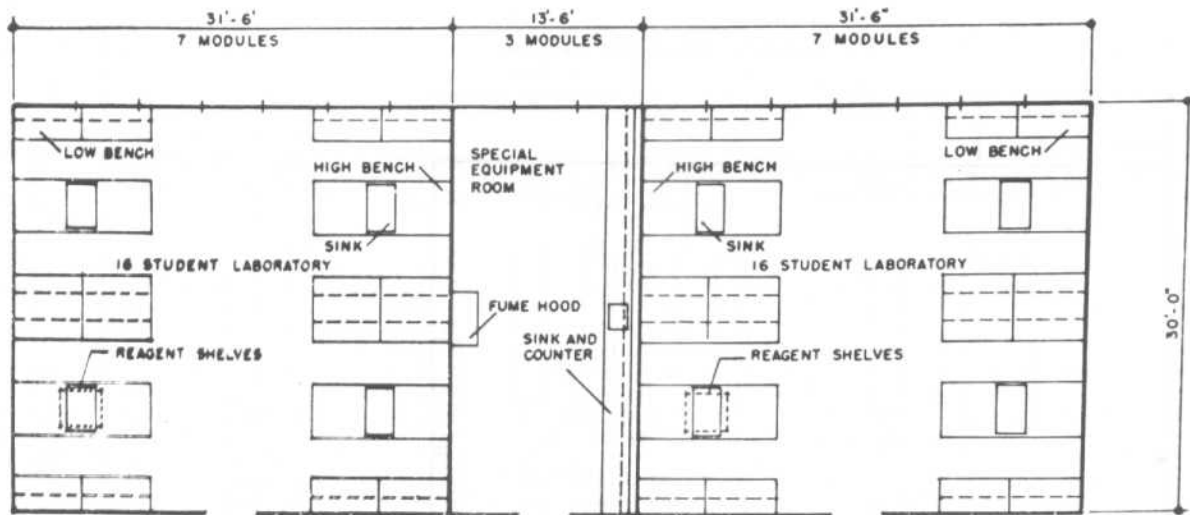 31'-6'
13'-6'
31'-6"
7 MODULES
3 MODULES
7 MODULES
LOW BENCH
HIGH BENCH
SPECIAL
EQUIPMENT
ROOM
HIGH BENCH
LOW BENCH
SINK
SINK
16 STUDENT LABORATORY
16 STUDENT LABORATORY
FUME HOOD
SINK AND
COUNTER
REAGENT SHELVES
REAGENT SHELVES
30'-0"